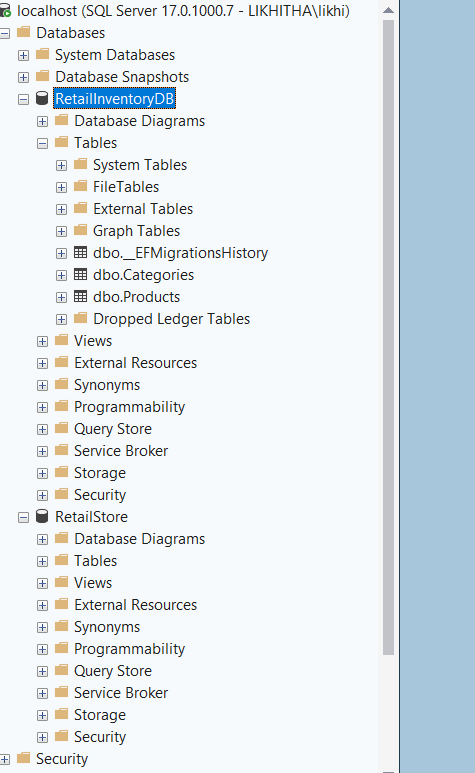 localhost (SQL Server 17.0.1000.7 - LIKHITHA\likhi)
Databases
System Databases
Database Snapshots
RetailInventoryDB
Database Diagrams
Tables
System Tables
FileTables
External Tables
Graph Tables
dbo.__EFMigrationsHistory
dbo.Categories
dbo.Products
Dropped Ledger Tables
Views
External Resources
Synonyms
Programmability
Query Store
Service Broker
Storage
Security
RetailStore
Database Diagrams
Tables
Views
External Resources
Synonyms
Programmability
Query Store
Service Broker
Storage
Security
Security